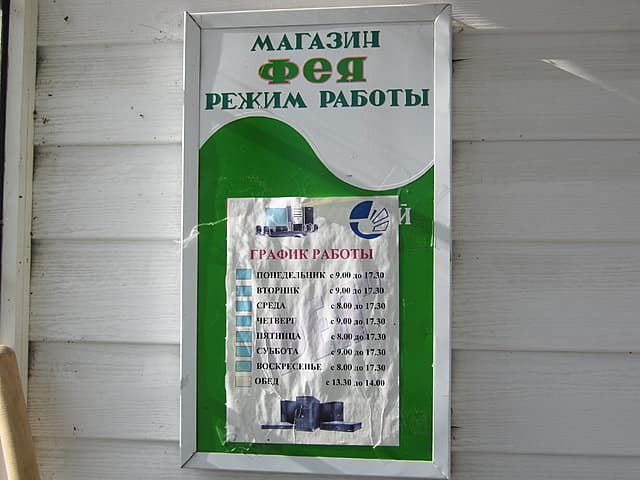 МАГАЗИН
ФЕЯ
РЕЖИМ РАБОТЫ
Й
ГРАФИК РАБОТЫ
ПОНЕДЕЛЬНИК с 9.00 до 17.30
ВТОРНИК с 9.00 до 17.30
СРЕДА с 8.00 до 17.30
ЧЕТВЕРГ с 9.00 до 17.30
ПЯТНИЦА с 8.00 до 17.30
СУББОТА с 9.00 до 17.30
ВОСКРЕСЕНЬЕ с 8.00 до 17.30
ОБЕД с 13.30 до 14.00